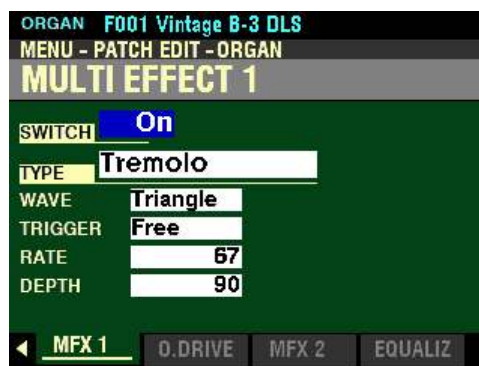 ORGAN F001 Vintage B-3 DLS
MENU - PATCH EDIT - ORGAN
MULTI EFFECT 1
SWITCH On
TYPE Tremolo
WAVE Triangle
TRIGGER Free
RATE 67
DEPTH 90
MFX 1 O.DRIVE MFX 2 EQUALIZ